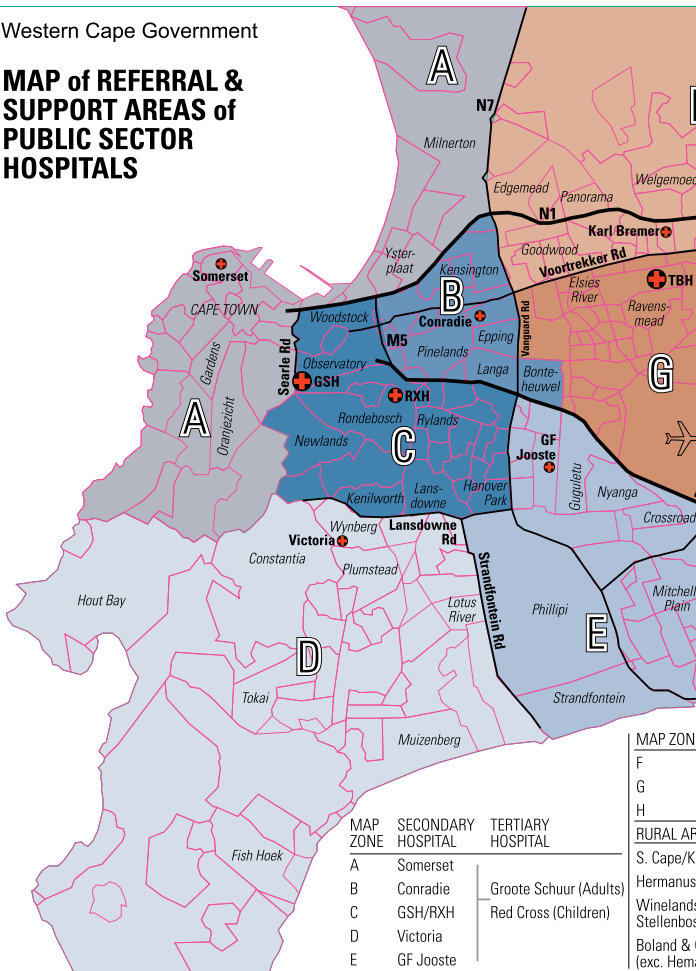 Western Cape Government
MAP of REFERRAL &
SUPPORT AREAS of
PUBLIC SECTOR
HOSPITALS
A
N7
Milnerton
Edgemead
Panorama
Welgemoed
N1
Karl Bremer
Goodwood
Voortrekker Rd
Yster-
plaat
Kensington
Somerset
CAPE TOWN
B
Elsies
River
TBH
Ravens-
mead
Woodstock
Conradie
Epping
Vanguard Rd
M5
Pinelands
Langa
Searle Rd
Observatory
GSH
Gardens
Oranjezicht
A
Bonte-
heuwel
G
RXH
Rondebosch
Rylands
Newlands
C
GF
Jooste
Guguletu
Nyanga
Kenilworth
Lans-
downe
Hanover
Park
Crossroad
Wynberg
Lansdowne
Rd
Victoria
Constantia
Plumstead
Strandfontein Rd
Hout Bay
Lotus
River
Phillipi
Mitchell
Plain
E
D
Tokai
Strandfontein
Muizenberg
Fish Hoek
MAP
ZONE
SECONDARY
HOSPITAL
TERTIARY
HOSPITAL
A Somerset
B Conradie Groote Schuur (Adults)
C GSH/RXH Red Cross (Children)
D Victoria
E GF Jooste
MAP ZON
F
G
H
RURAL AR
S. Cape/K
Hermanus
Winelands
Stellenbos
Boland &
(exc. Hema